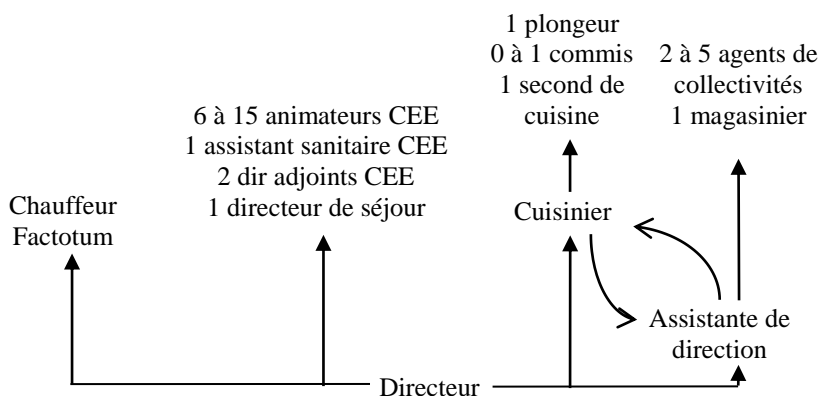 1 plongeur
0 à 1 commis
1 second de
cuisine
2 à 5 agents de
collectivités
1 magasinier
6 à 15 animateurs CEE
1 assistant sanitaire CEE
2 dir adjoints CEE
1 directeur de séjour
Chauffeur
Factotum
Cuisinier
Assistante de
direction
Directeur